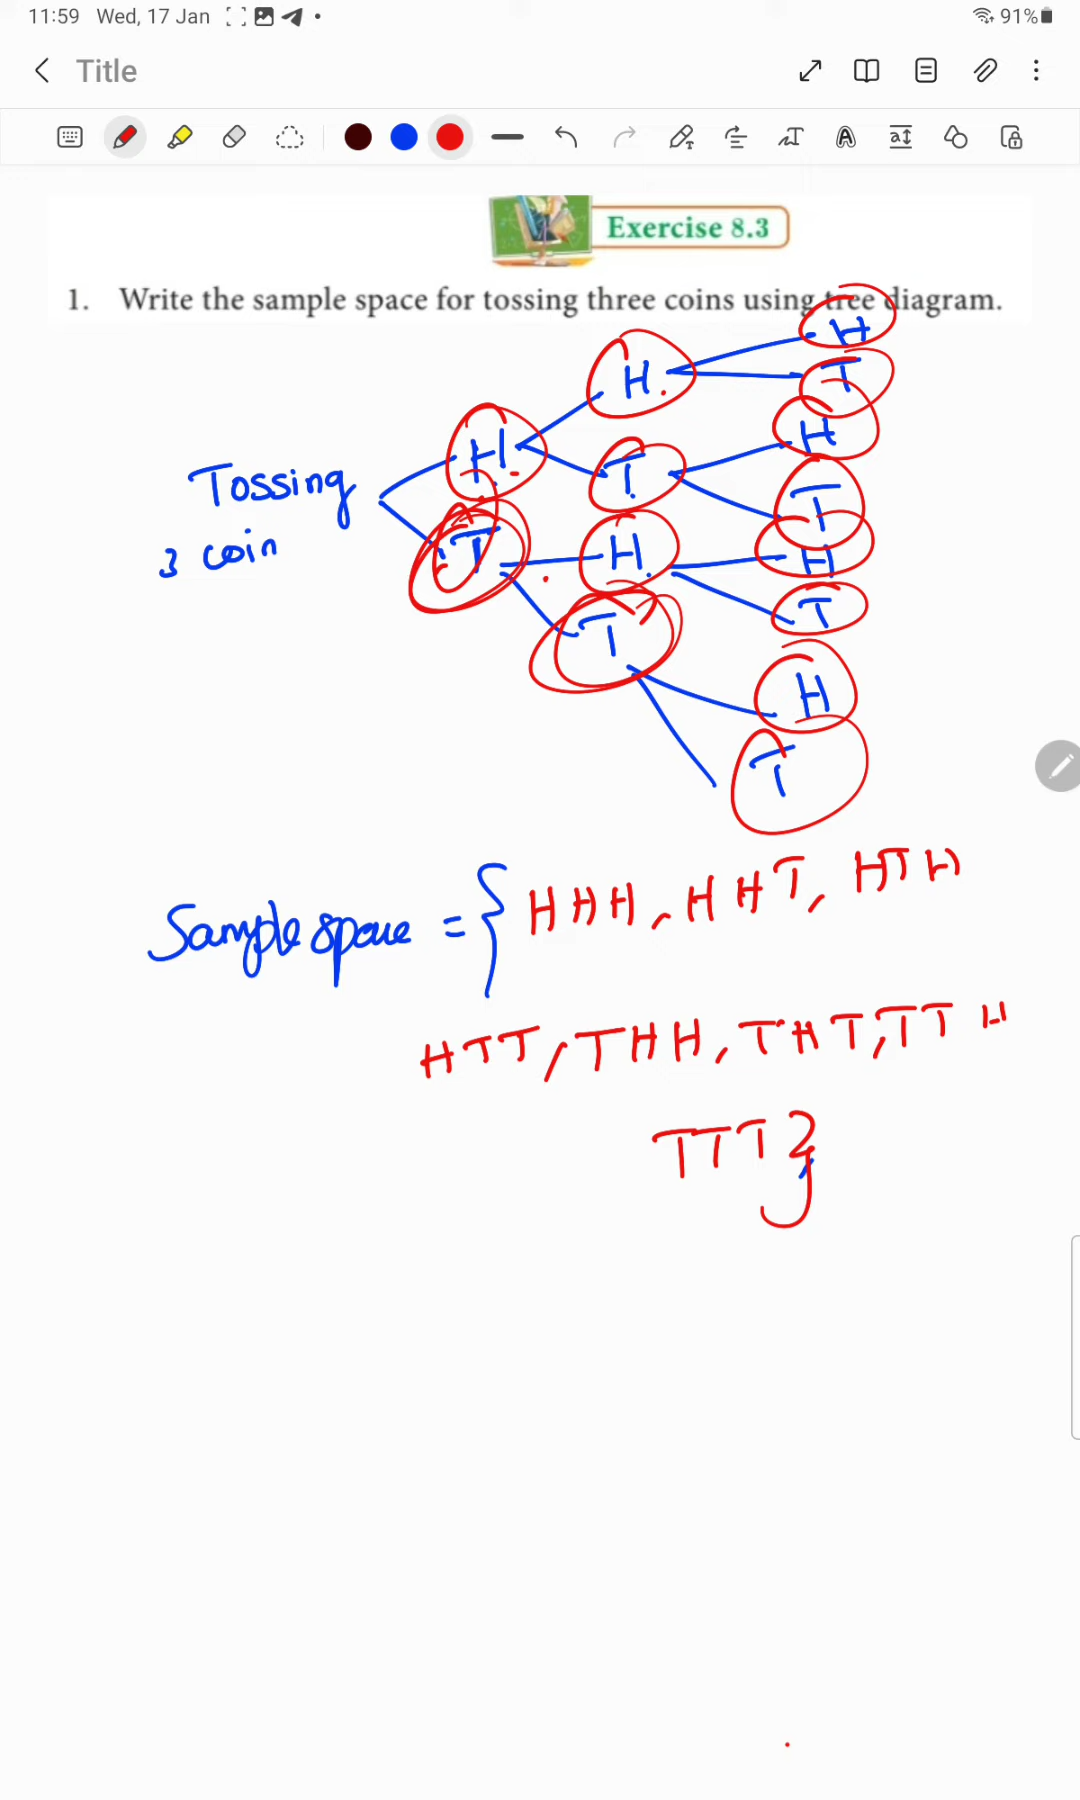 11:59 Wed, 17 Jan 91%
Title
Exercise 8.3
1. Write the sample space for tossing three coins using tree diagram.
H
H T
H H
Tossing T T
3 coin T H H
T T
H
T
Sample space = { HHH, HHT, HTH
HTT, THH, THT, TTH
TTT }